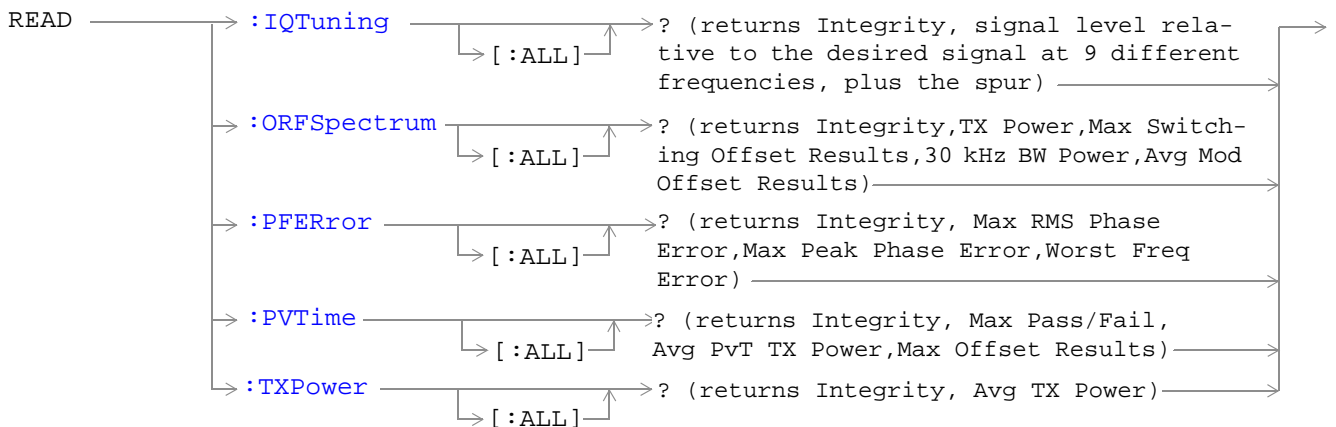 READ :IQTuning ? (returns Integrity, signal level rela-
[:ALL] tive to the desired signal at 9 different
frequencies, plus the spur)
:ORFSpectrum ? (returns Integrity,TX Power,Max Switch-
[:ALL] ing Offset Results,30 kHz BW Power,Avg Mod
Offset Results)
:PFERror ? (returns Integrity, Max RMS Phase
[:ALL] Error,Max Peak Phase Error,Worst Freq
Error)
:PVTime ? (returns Integrity, Max Pass/Fail,
[:ALL] Avg PvT TX Power,Max Offset Results)
:TXPower ? (returns Integrity, Avg TX Power)
[:ALL]